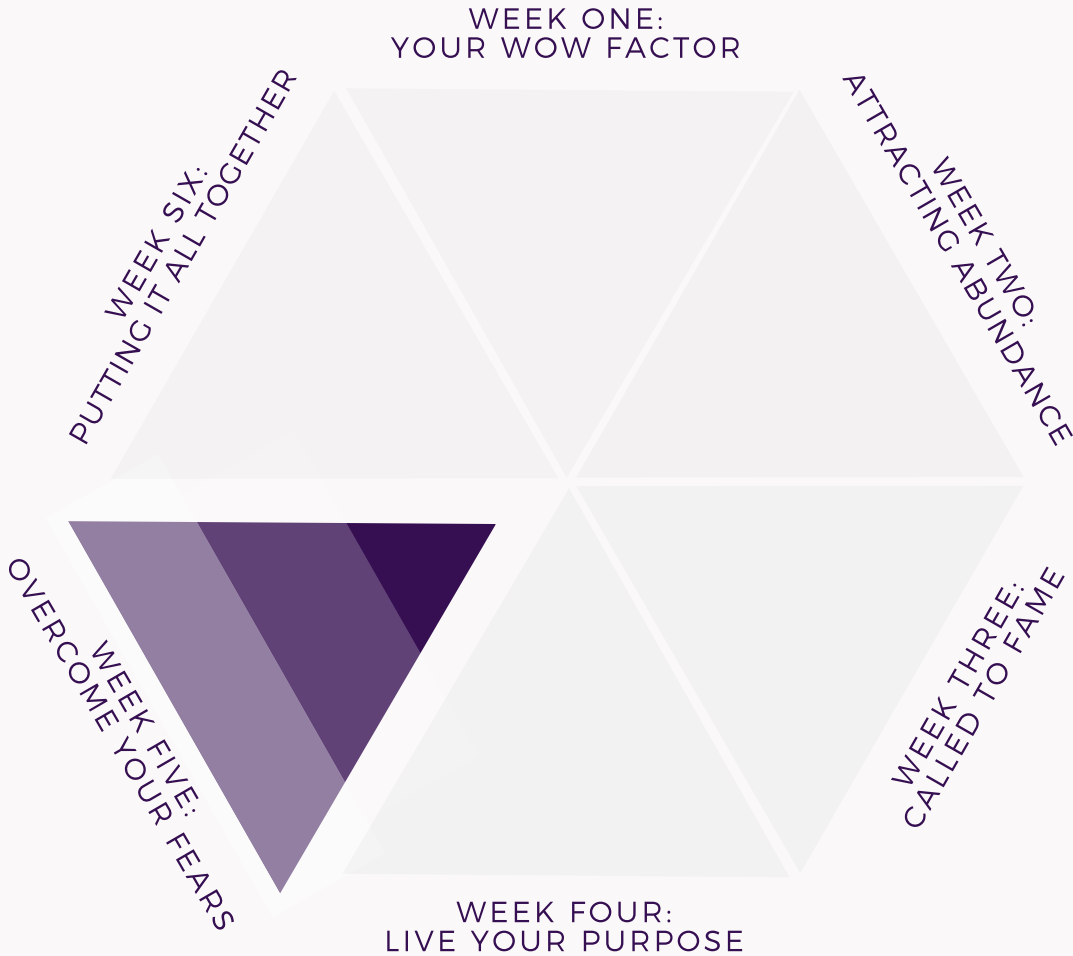 WEEK ONE:
YOUR WOW FACTOR
WEEK TWO:
ATTRACTING ABUNDANCE
WEEK THREE:
CALLED TO FAME
WEEK FOUR:
LIVE YOUR PURPOSE
WEEK FIVE:
OVERCOME YOUR FEARS
WEEK SIX:
PUTTING IT ALL TOGETHER